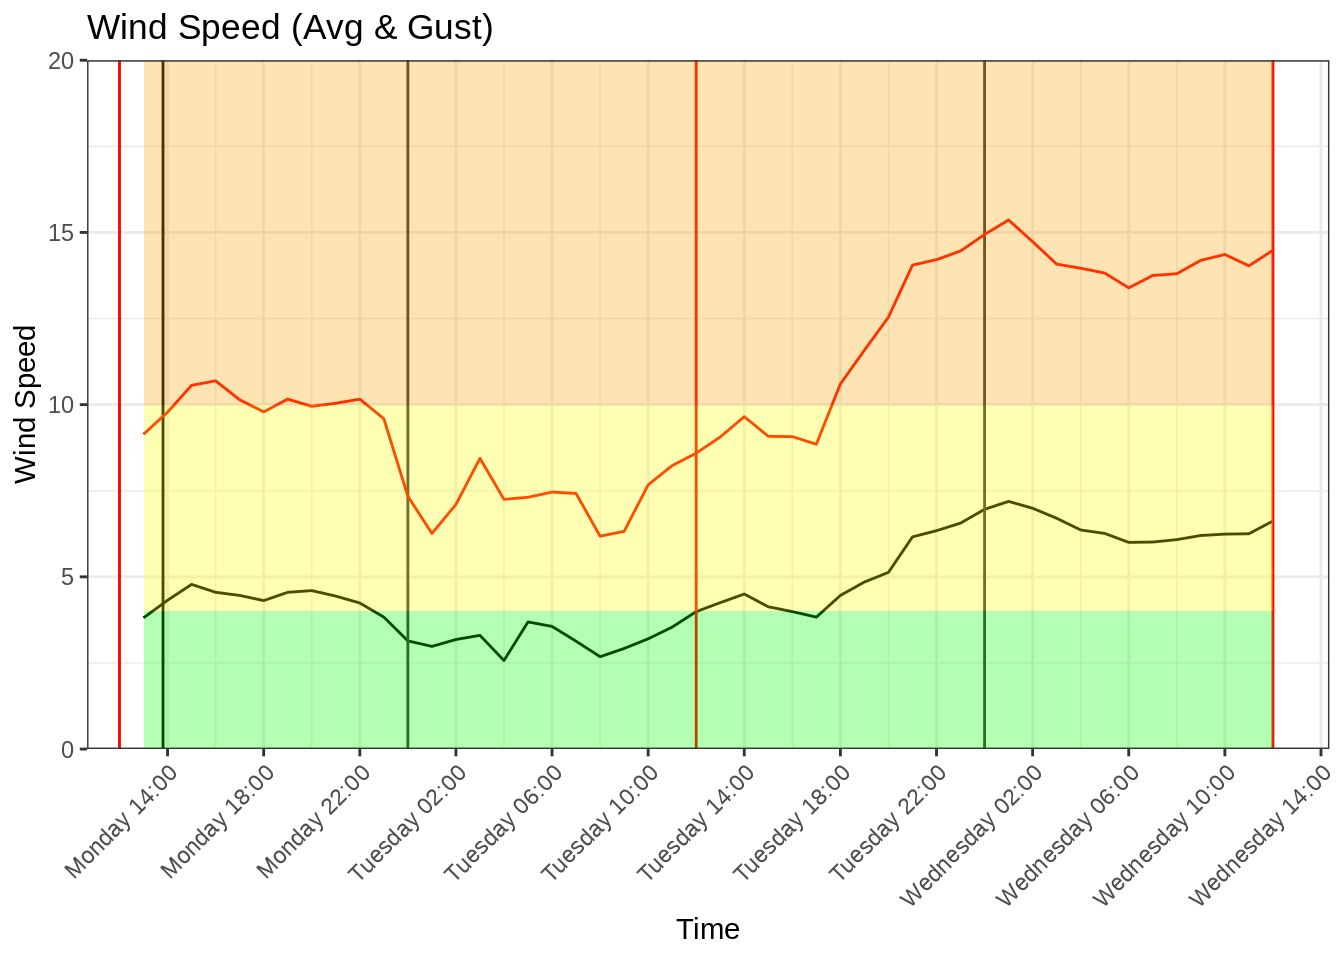 Wind Speed (Avg & Gust)
20
15
10
5
0
Wind Speed
Monday 14:00
Monday 18:00
Monday 22:00
Tuesday 02:00
Tuesday 06:00
Tuesday 10:00
Tuesday 14:00
Tuesday 18:00
Tuesday 22:00
Wednesday 02:00
Wednesday 06:00
Wednesday 10:00
Wednesday 14:00
Time